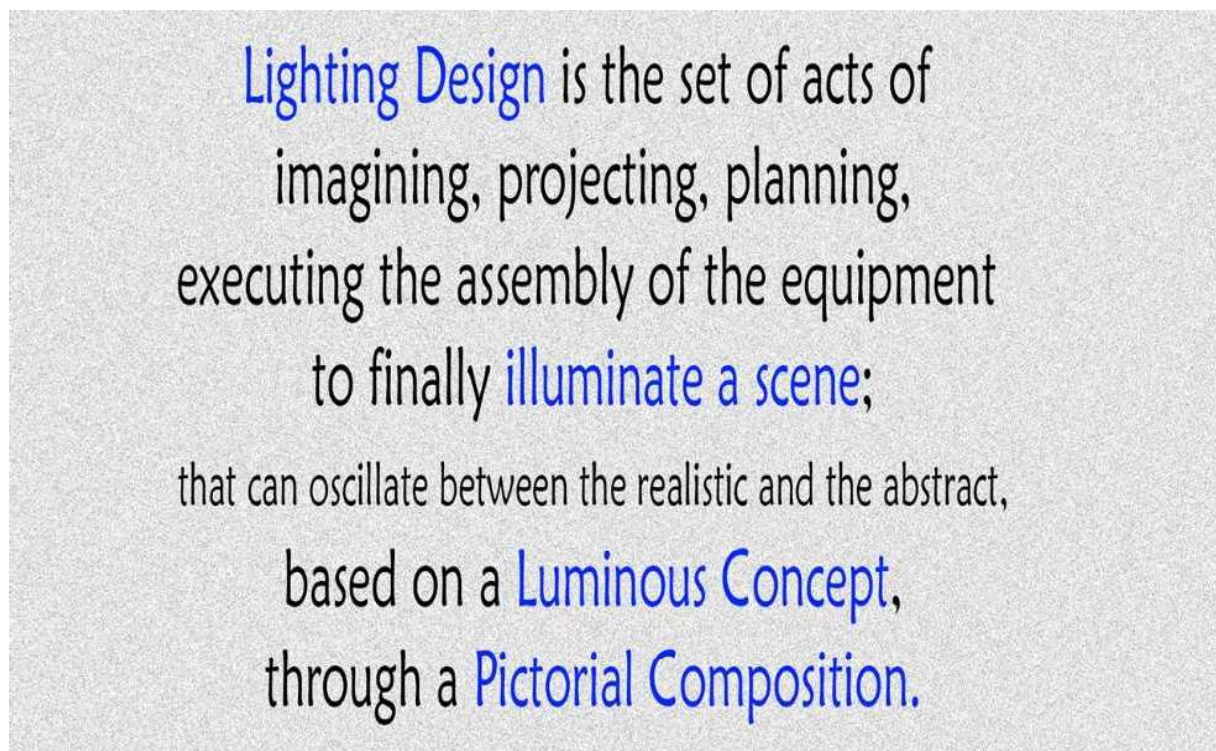 Lighting Design is the set of acts of
imagining, projecting, planning,
executing the assembly of the equipment
to finally illuminate a scene;
that can oscillate between the realistic and the abstract,
based on a Luminous Concept,
through a Pictorial Composition.